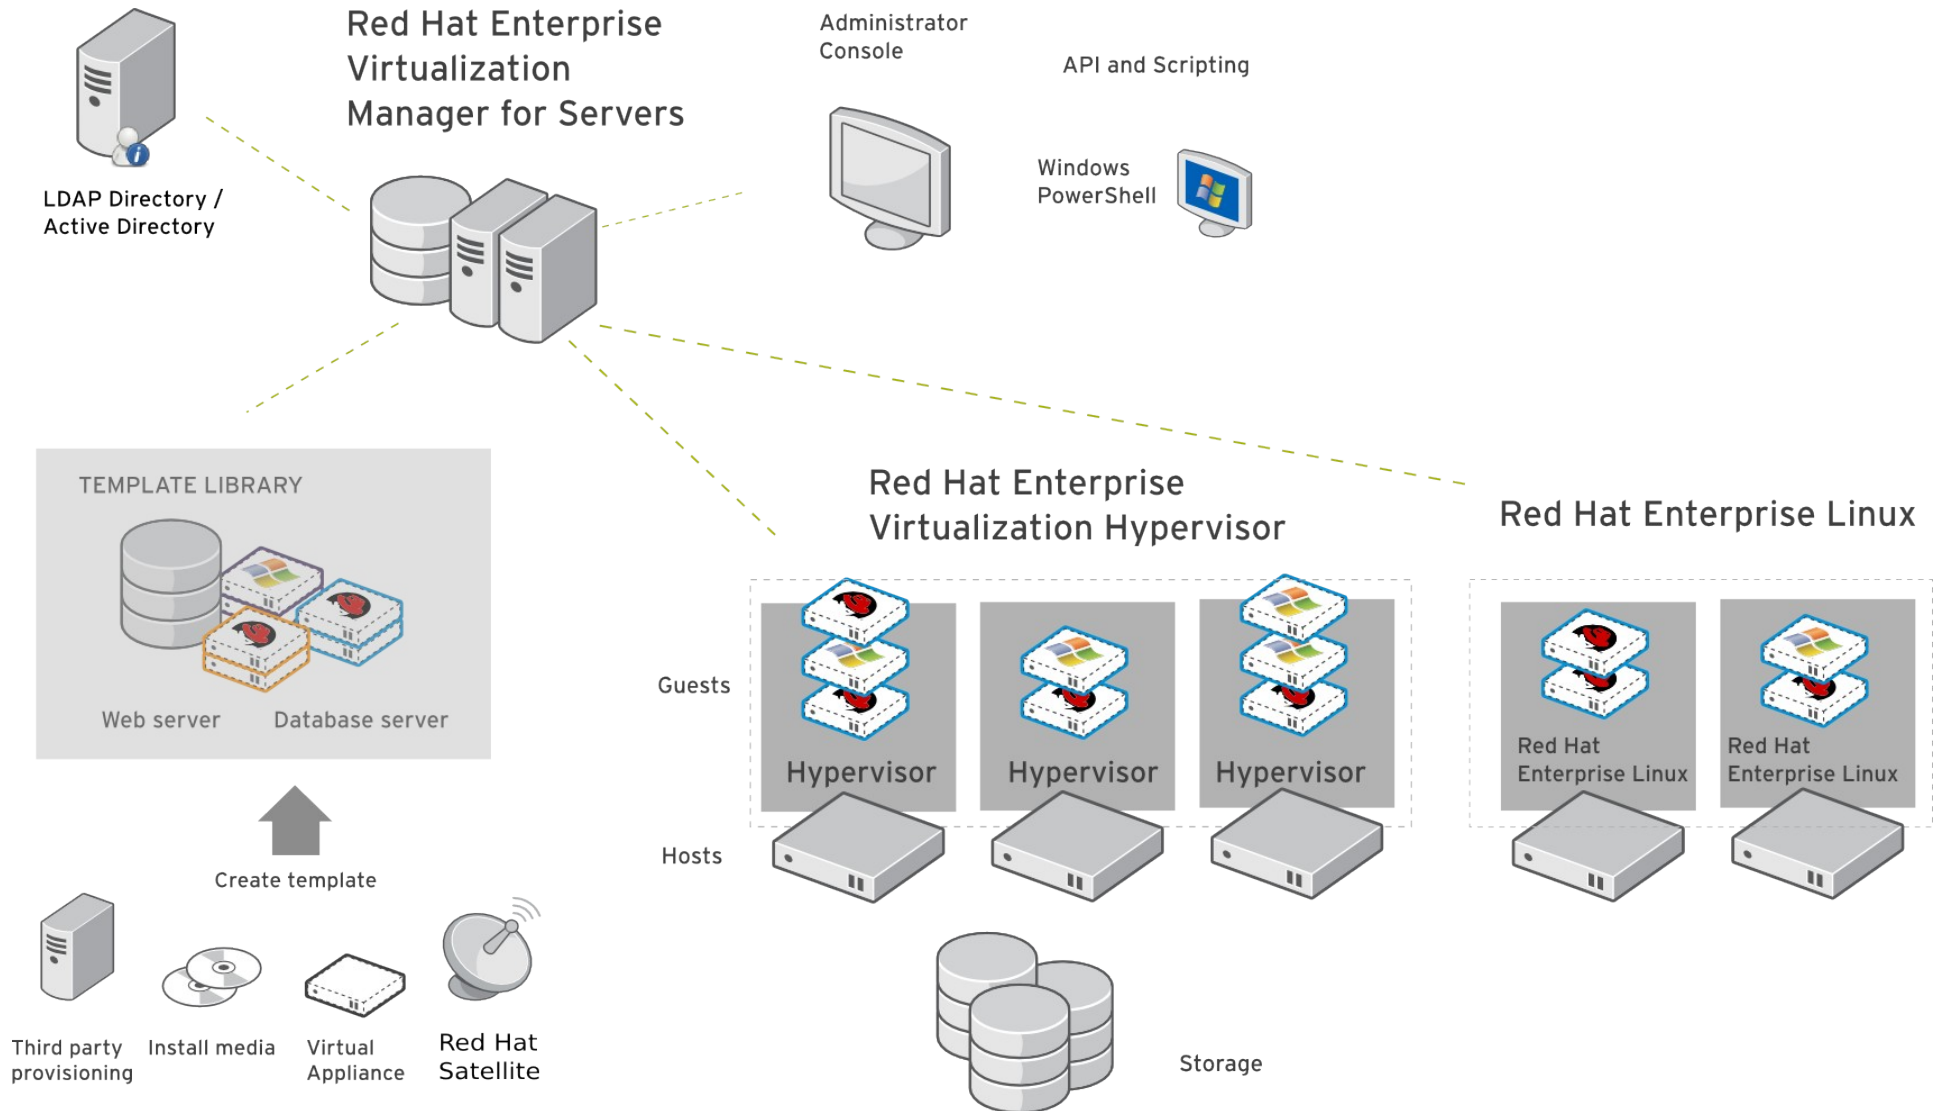 Red Hat Enterprise
Virtualization
Manager for Servers
Administrator
Console
API and Scripting
Windows
PowerShell
LDAP Directory /
Active Directory
TEMPLATE LIBRARY
Web server
Database server
Create template
Third party
provisioning
Install media
Virtual
Appliance
Red Hat
Satellite
Red Hat Enterprise
Virtualization Hypervisor
Red Hat Enterprise Linux
Guests
Hypervisor
Hypervisor
Hypervisor
Red Hat
Enterprise Linux
Red Hat
Enterprise Linux
Hosts
Storage